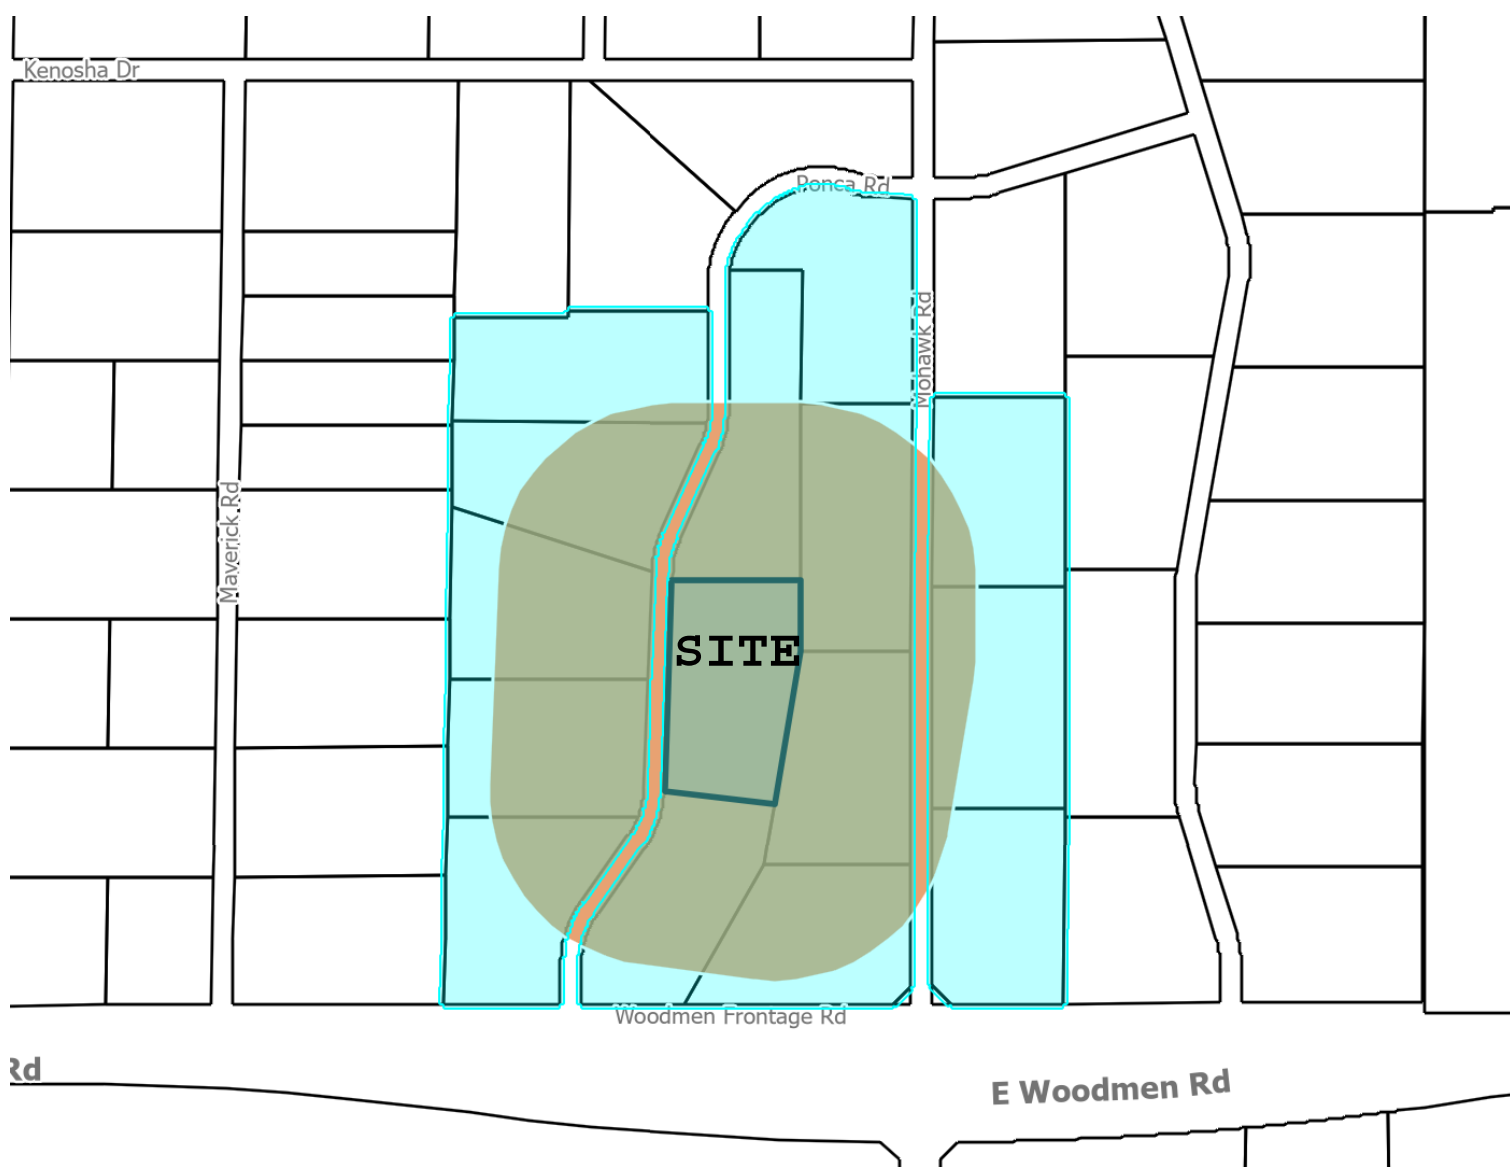 Kenosha Dr
Ponca Rd
Mohawk Rd
Maverick Rd
SITE
Woodmen Frontage Rd
Rd
E Woodmen Rd